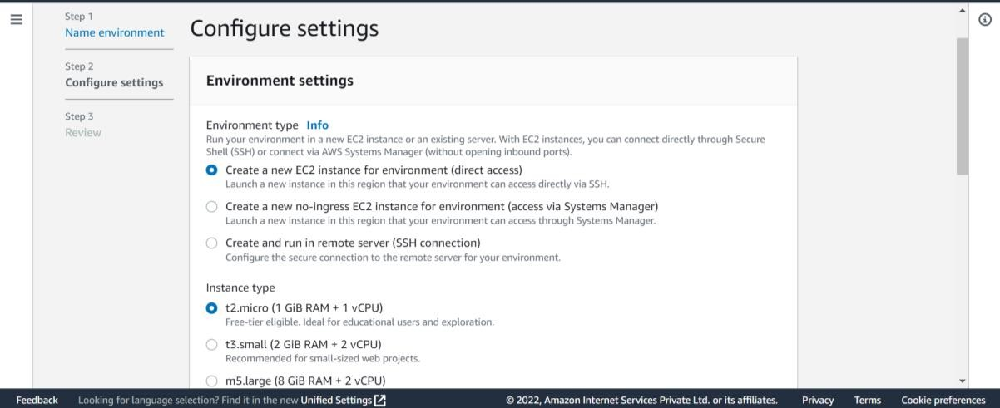 Step 1
Name environment
Step 2
Configure settings
Step 3
Review
Configure settings
Environment settings
Environment type Info
Run your environment in a new EC2 instance or an existing server. With EC2 instances, you can connect directly through Secure
Shell (SSH) or connect via AWS Systems Manager (without opening inbound ports).
Create a new EC2 instance for environment (direct access)
Launch a new instance in this region that your environment can access directly via SSH.
Create a new no-ingress EC2 instance for environment (access via Systems Manager)
Launch a new instance in this region that your environment can access through Systems Manager.
Create and run in remote server (SSH connection)
Configure the secure connection to the remote server for your environment.
Instance type
t2.micro (1 GiB RAM + 1 vCPU)
Free-tier eligible. Ideal for educational users and exploration.
t3.small (2 GiB RAM + 2 vCPU)
Recommended for small-sized web projects.
m5.large (8 GiB RAM + 2 vCPU)
Feedback Looking for language selection? Find it in the new Unified Settings © 2022, Amazon Internet Services Private Ltd. or its affiliates. Privacy Terms Cookie preferences